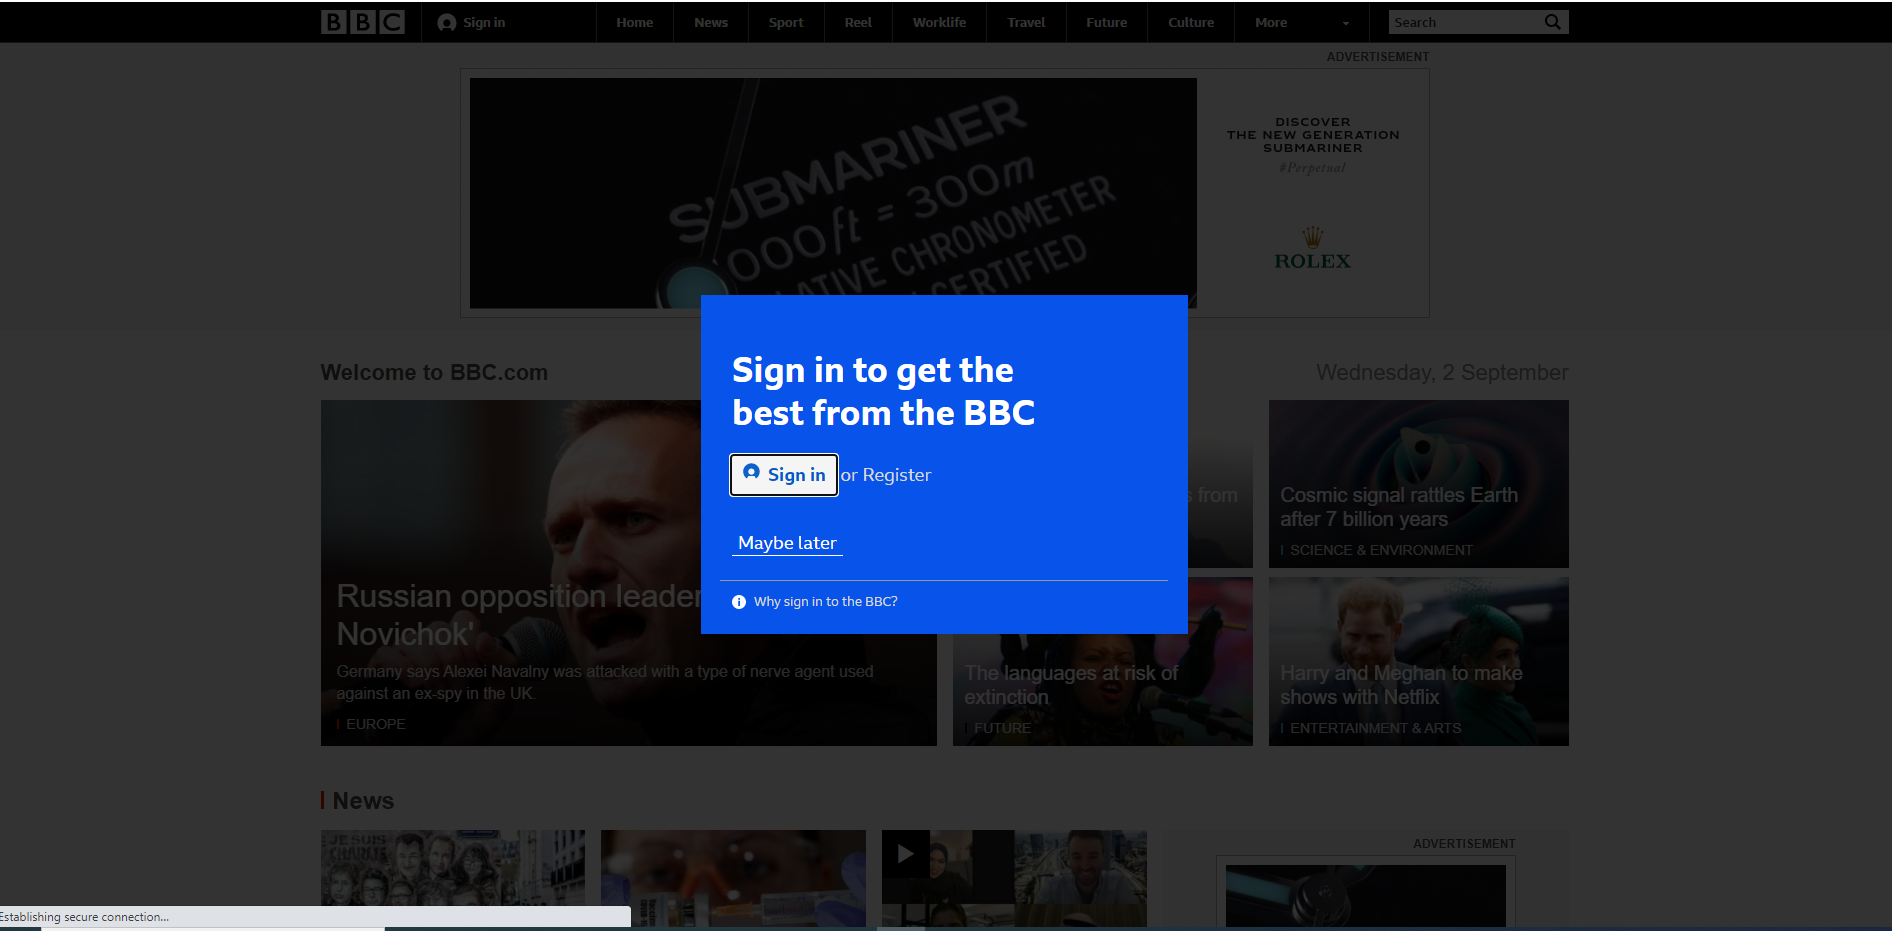 BBC
Sign in
Home
News
Sport
Reel
Worklife
Travel
Future
Culture
More
Search
ADVERTISEMENT
SUBMARINER
000ft = 300m
CHRONOMETER
CERTIFIED
DISCOVER
THE NEW GENERATION
SUBMARINER
#Perpetual
ROLEX
Welcome to BBC.com
Wednesday, 2 September
Sign in to get the
best from the BBC
Sign in or Register
Maybe later
Why sign in to the BBC?
Russian opposition leader
Novichok'
Germany says Alexei Navalny was attacked with a type of nerve agent used
against an ex-spy in the UK.
EUROPE
from
Cosmic signal rattles Earth
after 7 billion years
SCIENCE & ENVIRONMENT
The languages at risk of
extinction
FUTURE
Harry and Meghan to make
shows with Netflix
ENTERTAINMENT & ARTS
News
JE SUIS
CHARLIE
ADVERTISEMENT
Establishing secure connection...